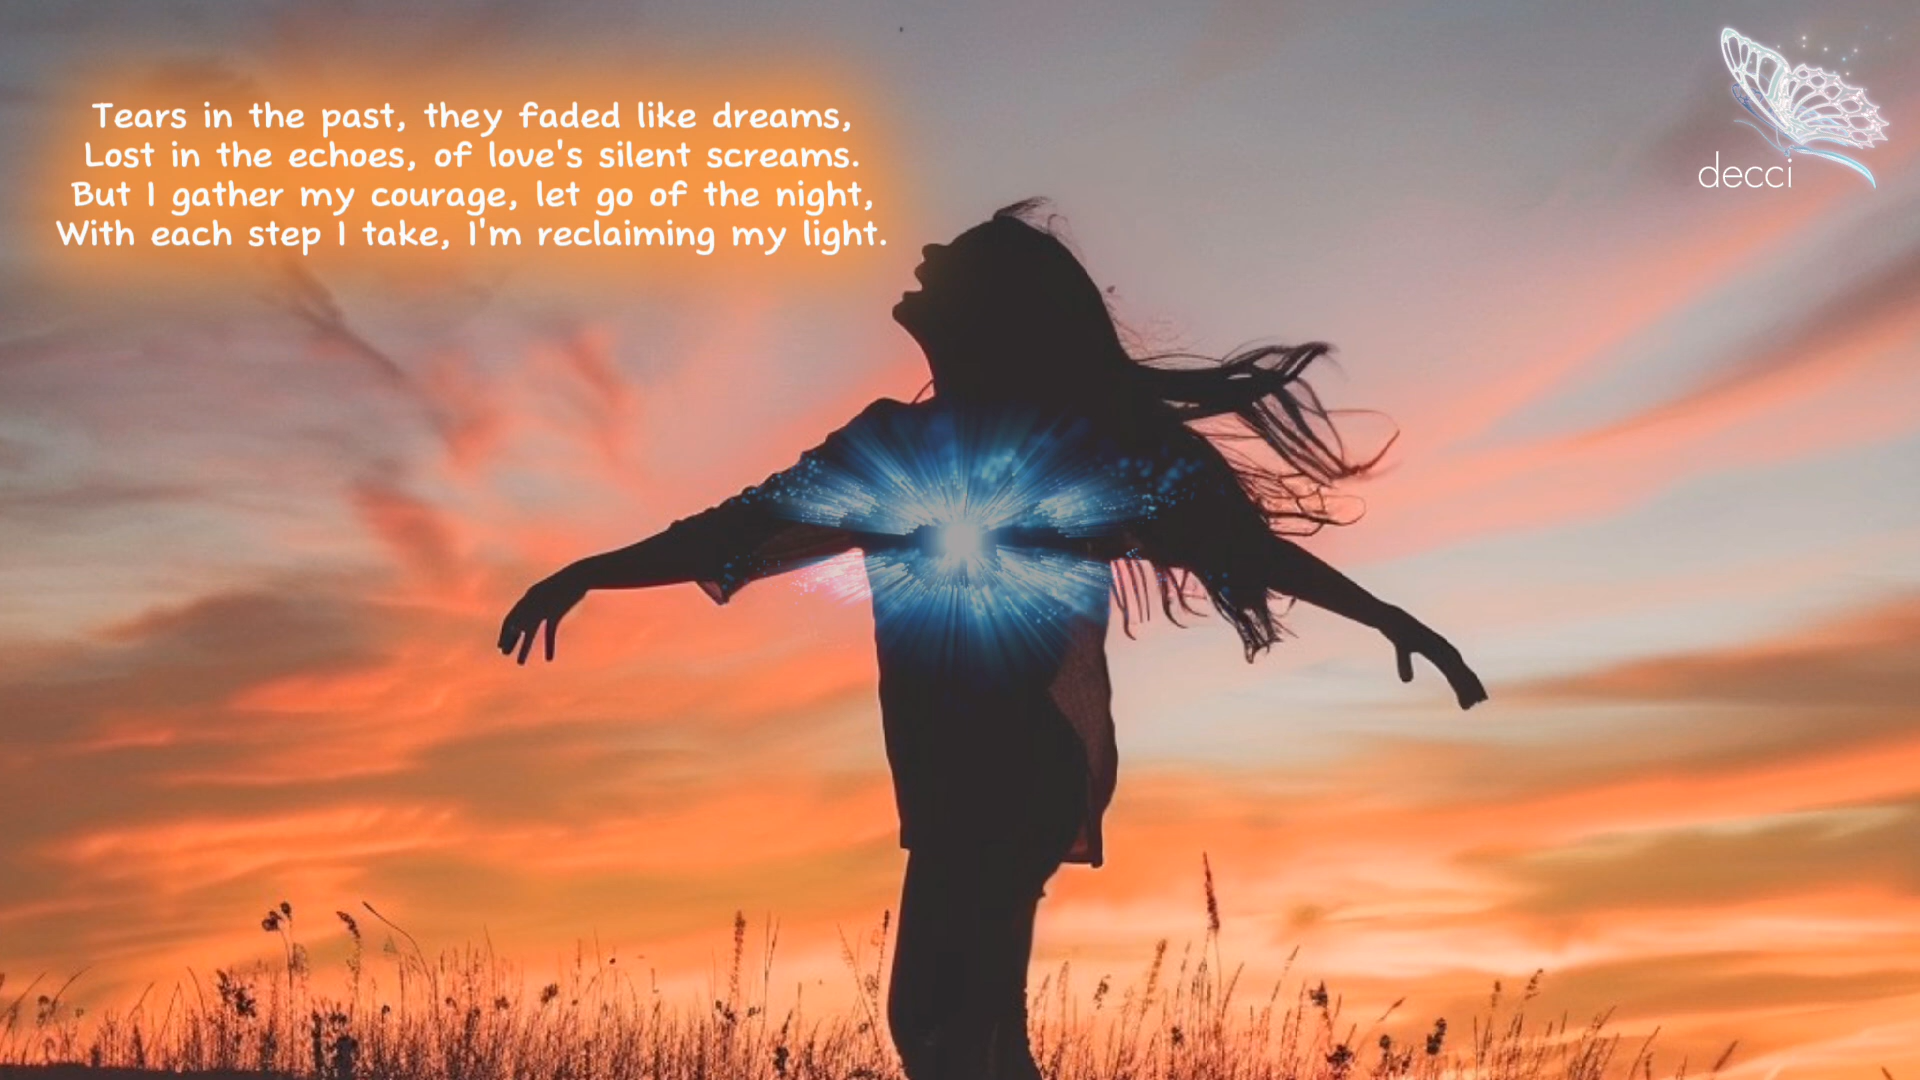 Tears in the past, they faded like dreams,
Lost in the echoes, of love's silent screams.
But I gather my courage, let go of the night,
With each step I take, I'm reclaiming my light.
decci